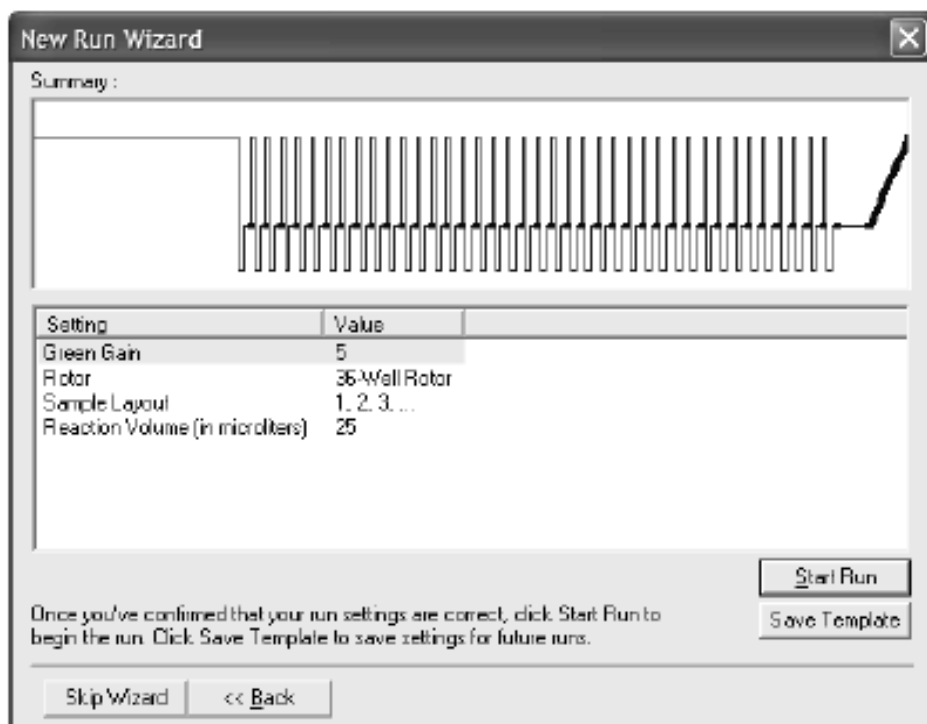 New Run Wizard
Summary :
Setting Value
Green Gain 5
Rotor 36-Well Rotor
Sample Layout 1, 2, 3, ...
Reaction Volume (in microliters) 25
Start Run
Once you've confirmed that your run settings are correct, click Start Run to
begin the run. Click Save Template to save settings for future runs.
Save Template
Skip Wizard << Back